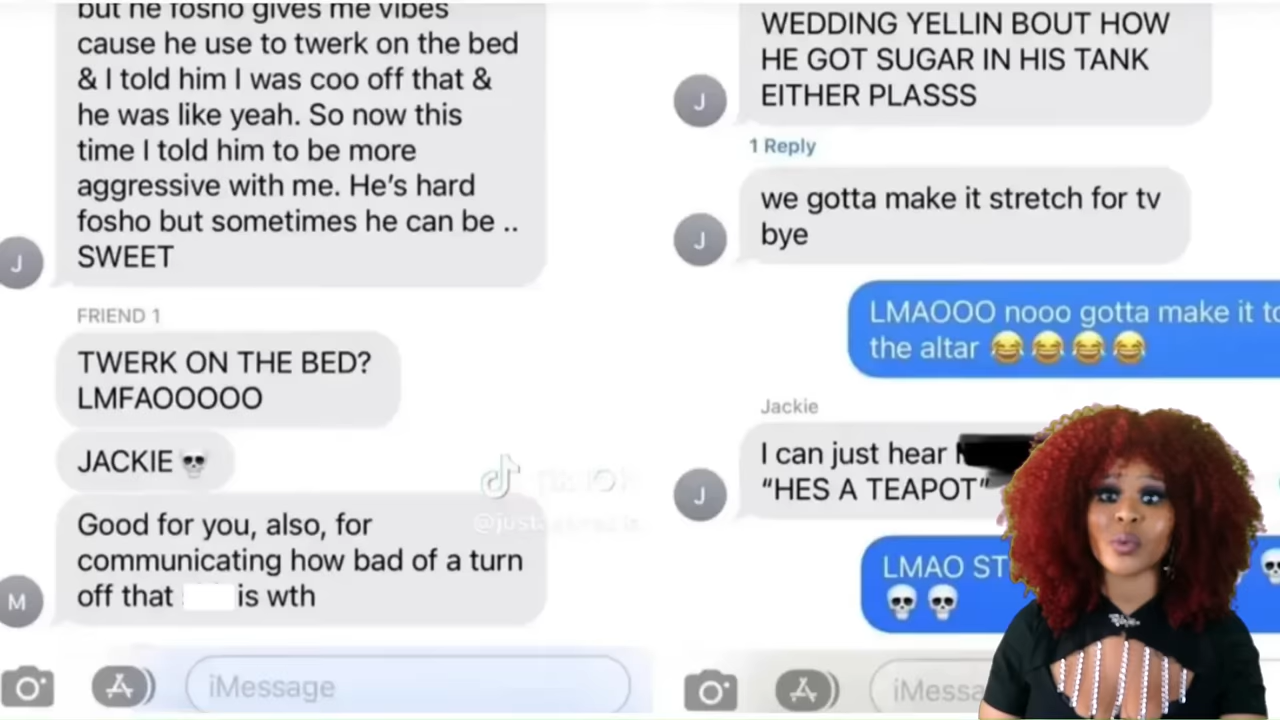 but he fosho gives me vibes
cause he use to twerk on the bed
& I told him I was coo off that &
he was like yeah. So now this
time I told him to be more
aggressive with me. He's hard
fosho but sometimes he can be ..
SWEET
J
FRIEND 1
TWERK ON THE BED?
LMFAOOOOO
JACKIE 💀
Good for you, also, for
communicating how bad of a turn
off that is wth
M
iMessage
WEDDING YELLIN BOUT HOW
HE GOT SUGAR IN HIS TANK
EITHER PLASSS
J
1 Reply
we gotta make it stretch for tv
bye
J
LMAOOO nooo gotta make it to
the altar 😂😂😂😂
Jackie
I can just hear
"HES A TEAPOT"
J
LMAO ST
💀💀
💀
iMessa